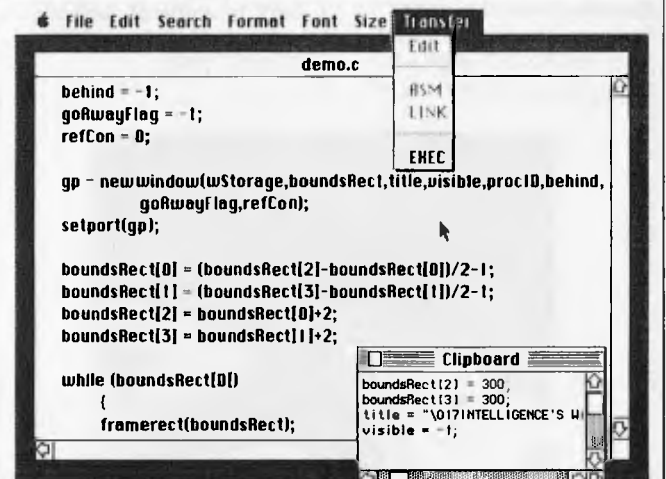 File Edit Search Format Font Size Transfer
Edit
ASM
LINK
EXEC
demo.c
behind = -1;
goAwayFlag = -1;
refCon = 0;
gp = newwindow(wStorage,boundsRect,title,visible,procID,behind,
goAwayFlag,refCon);
setport(gp);
boundsRect[0] = (boundsRect[2]-boundsRect[0])/2-1;
boundsRect[1] = (boundsRect[3]-boundsRect[1])/2-1;
boundsRect[2] = boundsRect[0]+2;
boundsRect[3] = boundsRect[1]+2;
while (boundsRect[0])
{
framerect(boundsRect);
Clipboard
boundsRect[2] = 300;
boundsRect[3] = 300;
title = "\017INTELLIGENCE'S Wi
visible = -1;